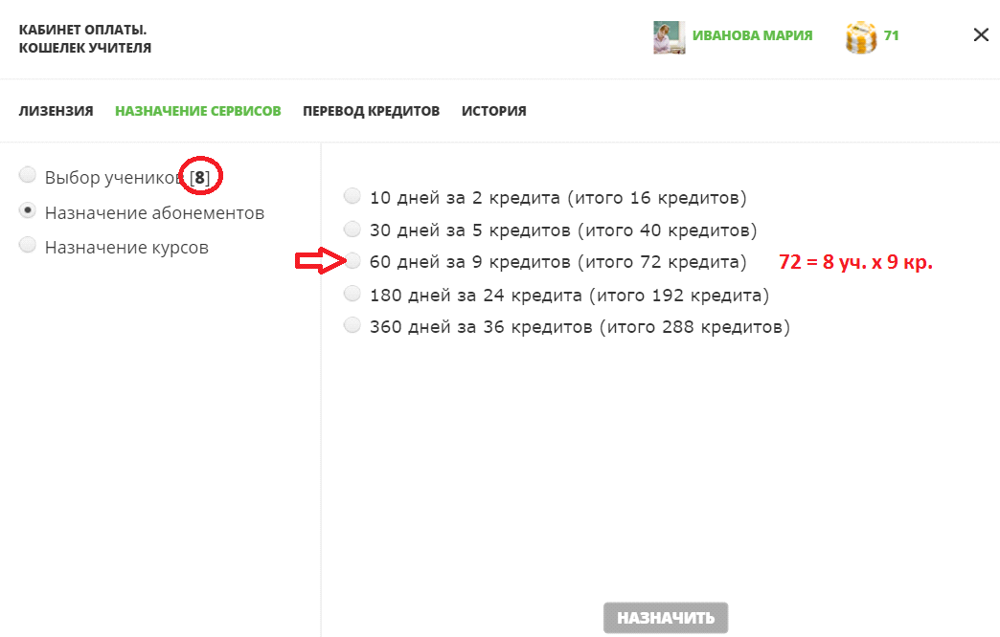 КАБИНЕТ ОПЛАТЫ.
КОШЕЛЕК УЧИТЕЛЯ
ИВАНОВА МАРИЯ
71
ЛИЗЕНЗИЯ НАЗНАЧЕНИЕ СЕРВИСОВ ПЕРЕВОД КРЕДИТОВ ИСТОРИЯ
Выбор учеников [8]
Назначение абонементов
Назначение курсов
10 дней за 2 кредита (итого 16 кредитов)
30 дней за 5 кредитов (итого 40 кредитов)
60 дней за 9 кредитов (итого 72 кредита) 72 = 8 уч. х 9 кр.
180 дней за 24 кредита (итого 192 кредита)
360 дней за 36 кредитов (итого 288 кредитов)
НАЗНАЧИТЬ